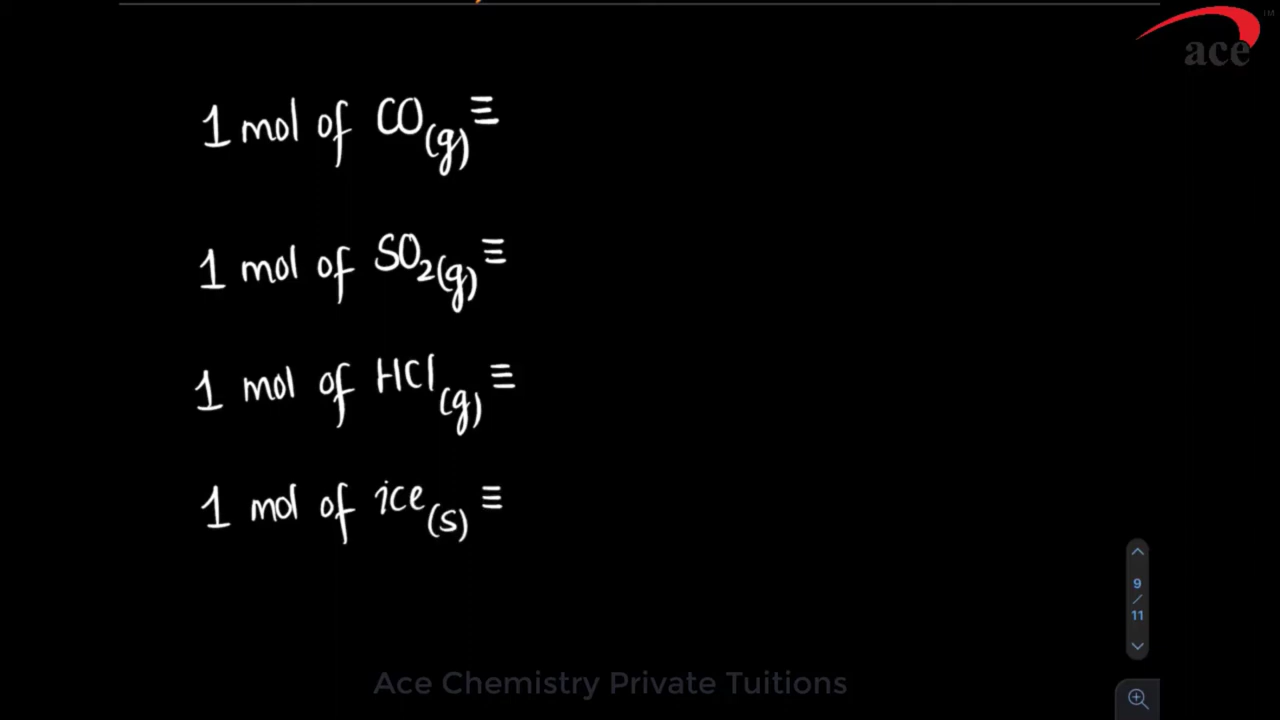 ace
TM
1 mol of CO(g) ≡
1 mol of SO2(g) ≡
1 mol of HCl(g) ≡
1 mol of ice(s) ≡
9
/
11
Ace Chemistry Private Tuitions